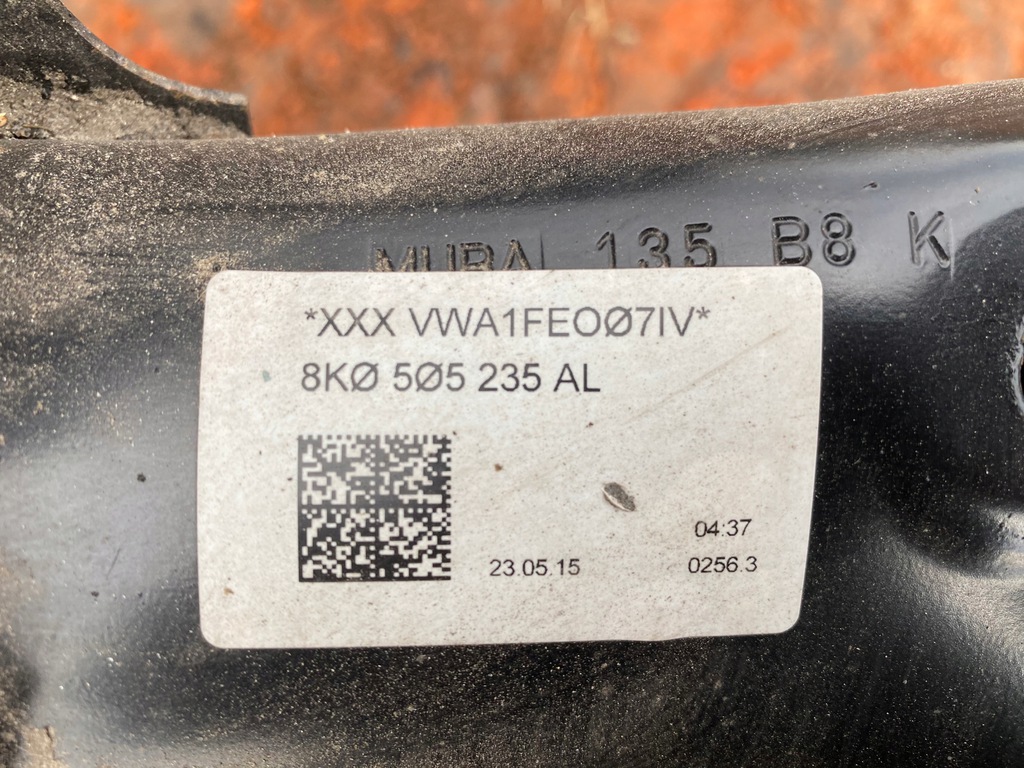 MUBA 135 B8 K
*XXX VWA1FEOØ7IV*
8KØ 5Ø5 235 AL
04:37
23.05.15 0256.3